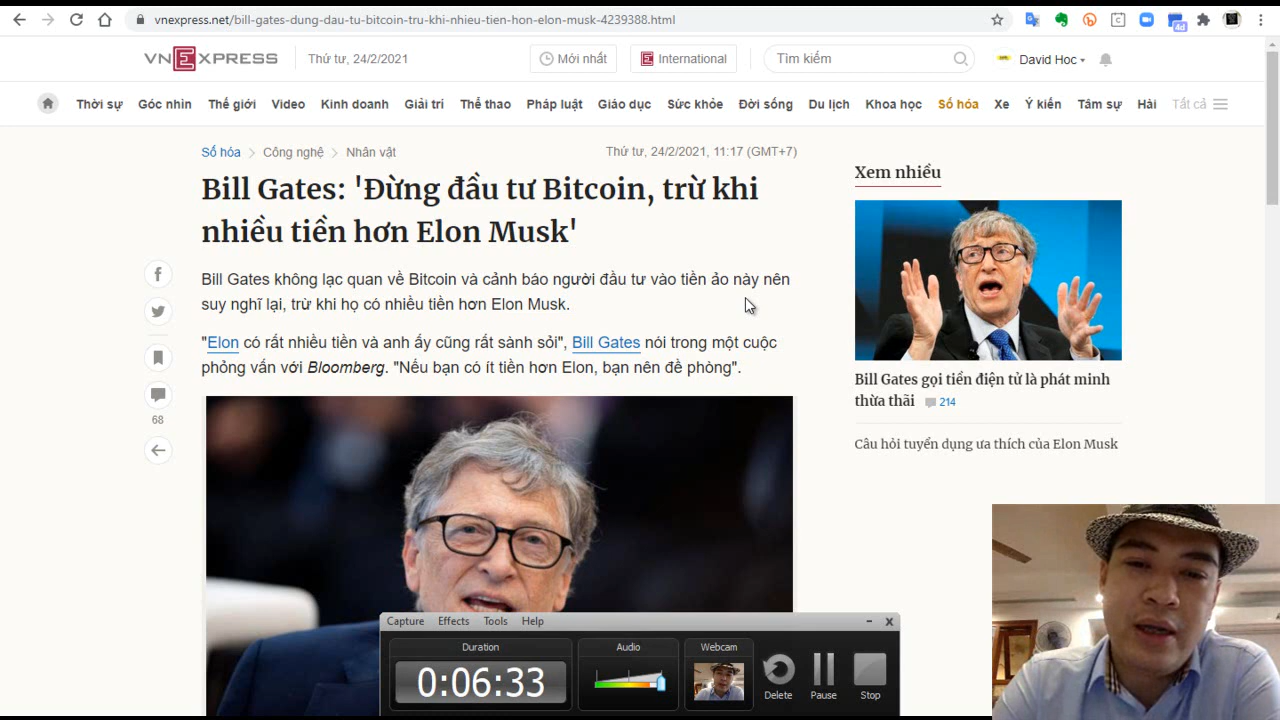 vnexpress.net/bill-gates-dung-dau-tu-bitcoin-tru-khi-nhieu-tien-hon-elon-musk-4239388.html
4d
VNEXPRESS
Thứ tư, 24/2/2021
Mới nhất
E International
Tìm kiếm
David Hoc
Thời sự Góc nhìn Thế giới Video Kinh doanh Giải trí Thể thao Pháp luật Giáo dục Sức khỏe Đời sống Du lịch Khoa học Số hóa Xe Ý kiến Tâm sự Hài Tất cả
Số hóa > Công nghệ > Nhân vật
Thứ tư, 24/2/2021, 11:17 (GMT+7)
Bill Gates: 'Đừng đầu tư Bitcoin, trừ khi
nhiều tiền hơn Elon Musk'
Bill Gates không lạc quan về Bitcoin và cảnh báo người đầu tư vào tiền ảo này nên
suy nghĩ lại, trừ khi họ có nhiều tiền hơn Elon Musk.
"Elon có rất nhiều tiền và anh ấy cũng rất sành sỏi", Bill Gates nói trong một cuộc
phỏng vấn với Bloomberg. "Nếu bạn có ít tiền hơn Elon, bạn nên đề phòng".
68
Xem nhiều
Bill Gates gọi tiền điện tử là phát minh
thừa thãi 214
Câu hỏi tuyển dụng ưa thích của Elon Musk
Capture Effects Tools Help
Duration
0:06:33
Audio
Webcam
Delete
Pause
Stop